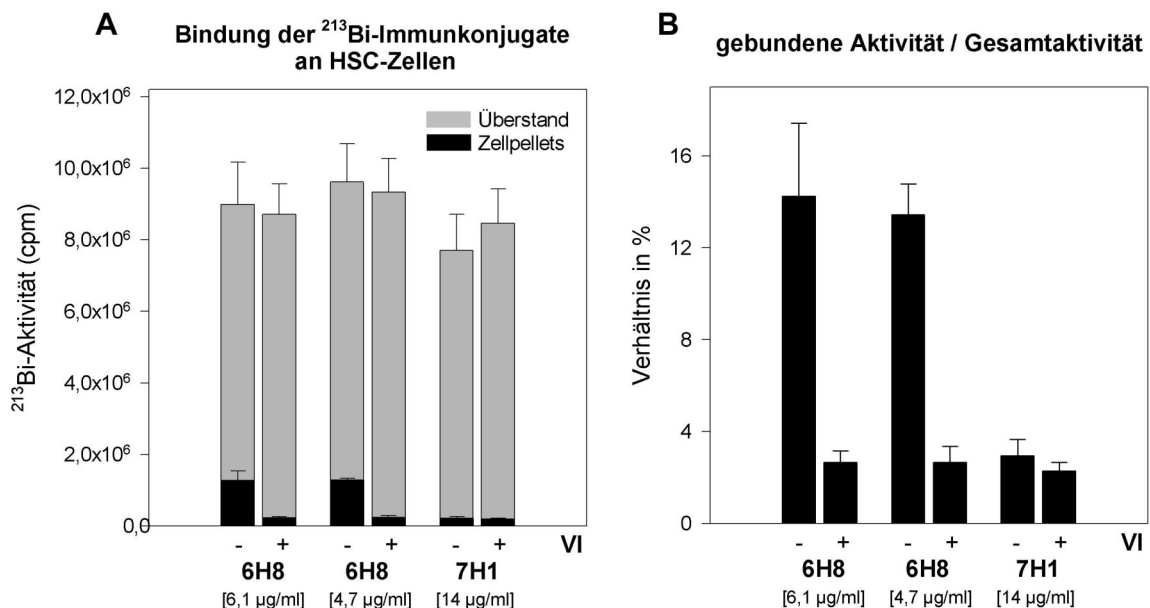 A
Bindung der ²¹³Bi-Immunkonjugate
an HSC-Zellen
²¹³Bi-Aktivität (cpm)
12,0x10⁶
10,0x10⁶
8,0x10⁶
6,0x10⁶
4,0x10⁶
2,0x10⁶
0,0
Überstand
Zellpellets
- + - + - + VI
6H8 6H8 7H1
[6,1 µg/ml] [4,7 µg/ml] [14 µg/ml]
B
gebundene Aktivität / Gesamtaktivität
Verhältnis in %
16
12
8
4
0
- + - + - + VI
6H8 6H8 7H1
[6,1 µg/ml] [4,7 µg/ml] [14 µg/ml]